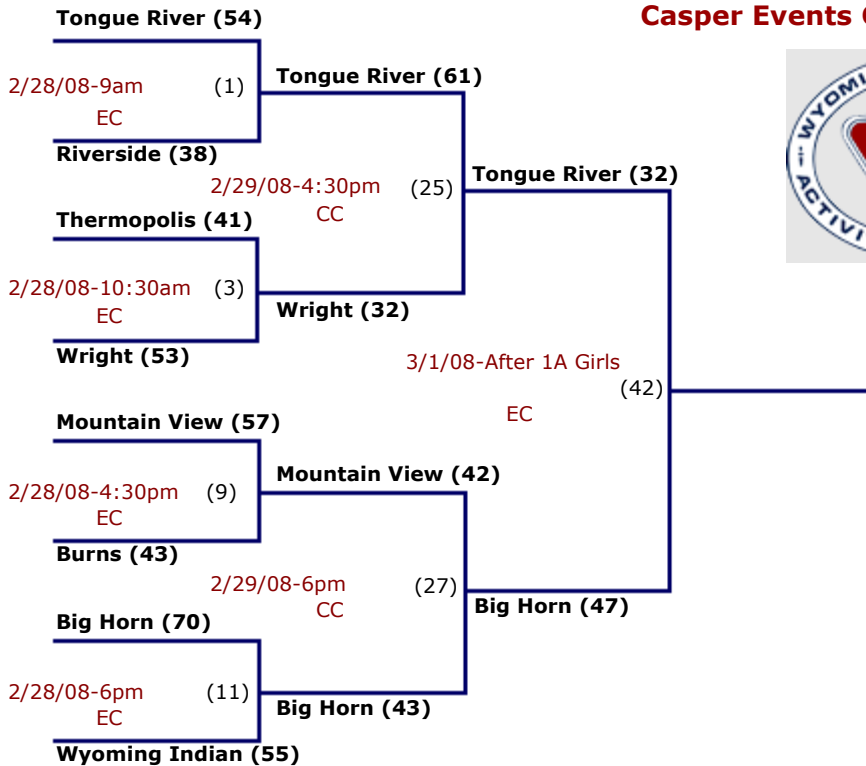 Casper Events
Tongue River (54)
2/28/08-9am (1)
EC
Riverside (38)
Tongue River (61)
2/29/08-4:30pm (25)
CC
Thermopolis (41)
2/28/08-10:30am (3)
EC
Wright (53)
Wright (32)
Tongue River (32)
3/1/08-After 1A Girls
(42)
EC
Mountain View (57)
2/28/08-4:30pm (9)
EC
Burns (43)
Mountain View (42)
2/29/08-6pm (27)
CC
Big Horn (47)
Big Horn (70)
2/28/08-6pm (11)
EC
Wyoming Indian (55)
Big Horn (43)